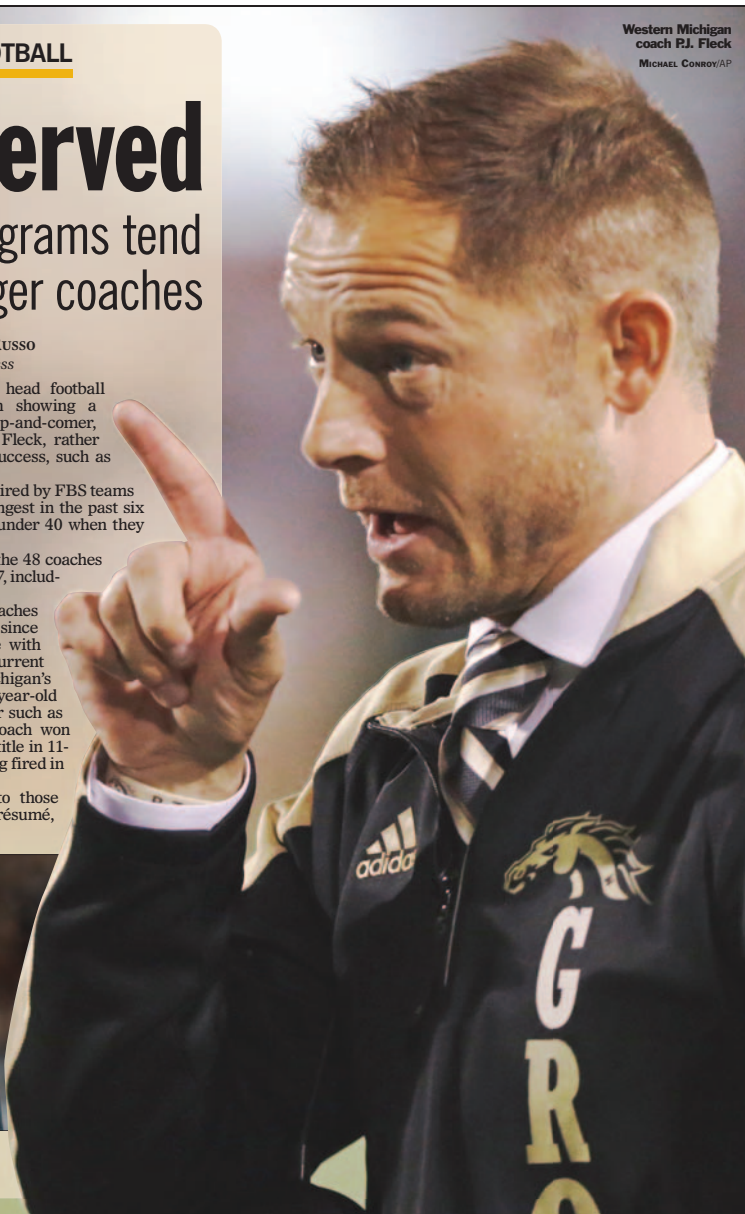 OTBALL
erved
grams tend
ger coaches
USSO
ss
head football
n showing a
p-and-comer,
Fleck, rather
uccess, such as
ired by FBS teams
ngest in the past six
under 40 when they
he 48 coaches
7, includ-
aches
since
e with
urrent
higan's
year-old
r such as
oach won
title in 11-
g fired in
to those
résumé,
Western Michigan
coach P.J. Fleck
MICHAEL CONROY/AP
adidas
G
R
O